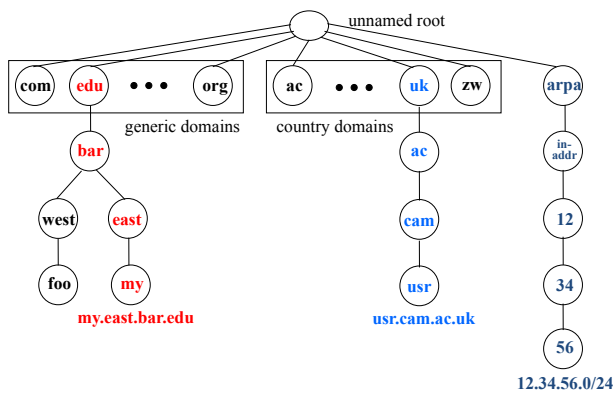 unnamed root
com edu • • • org ac • • • uk zw arpa
generic domains country domains
bar ac in-
addr
west east cam 12
foo my usr 34
my.east.bar.edu usr.cam.ac.uk
56
12.34.56.0/24